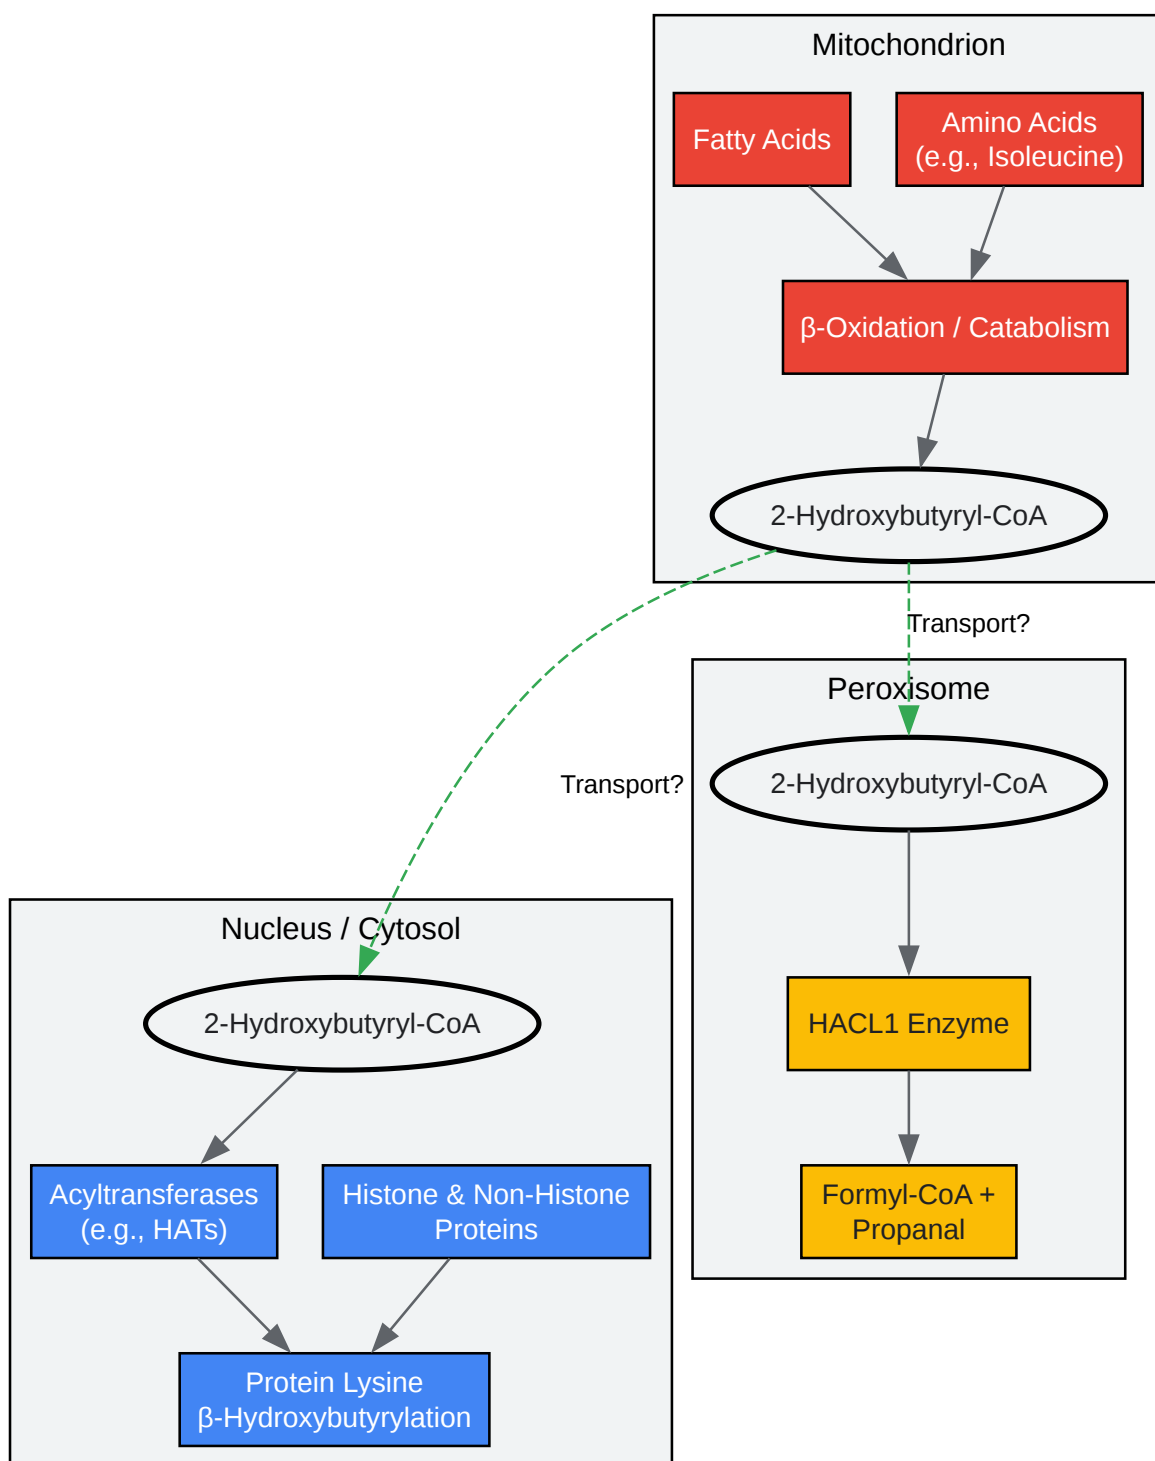 Mitochondrion
Fatty Acids
Amino Acids
(e.g., Isoleucine)
β-Oxidation / Catabolism
2-Hydroxybutyryl-CoA
Transport?
Peroxisome
2-Hydroxybutyryl-CoA
Transport?
HACL1 Enzyme
Formyl-CoA +
Propanal
Nucleus / Cytosol
2-Hydroxybutyryl-CoA
Acyltransferases
(e.g., HATs)
Histone & Non-Histone
Proteins
Protein Lysine
β-Hydroxybutyrylation